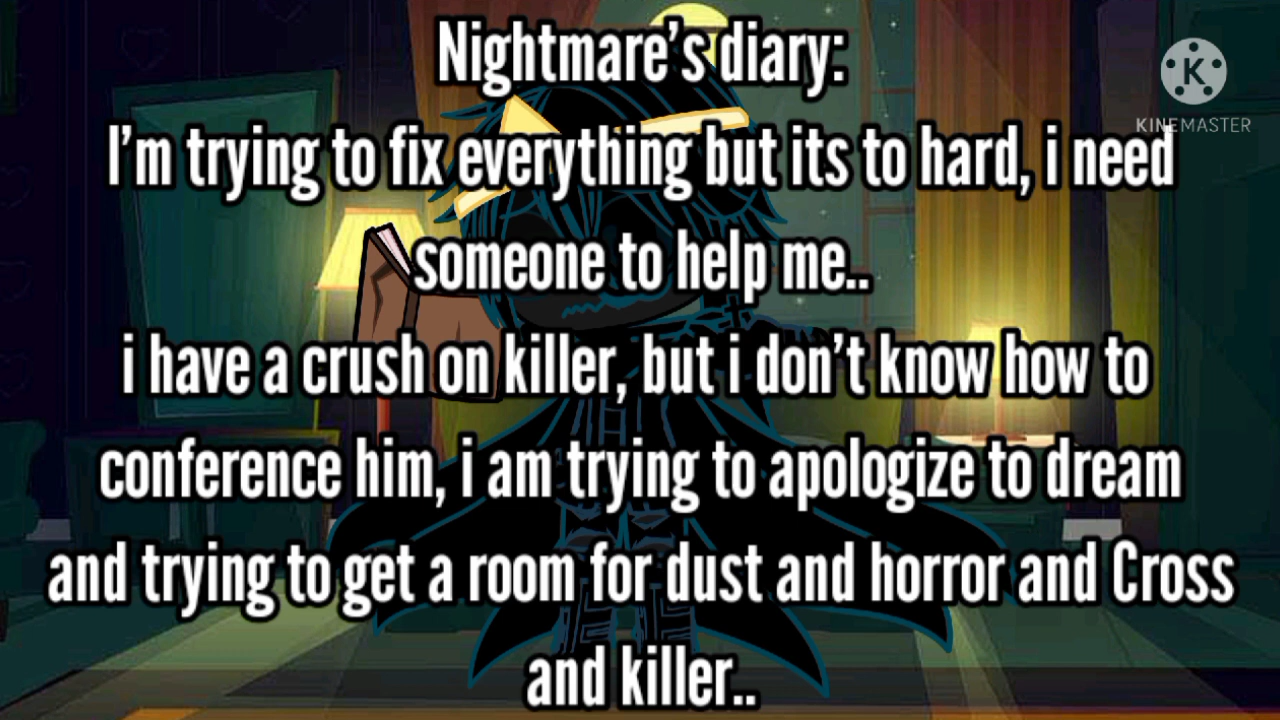 Nightmare's diary:
I'm trying to fix everything but its to hard, i need
someone to help me..
i have a crush on killer, but i don't know how to
conference him, i am trying to apologize to dream
and trying to get a room for dust and horror and Cross
and killer..
K
KINEMASTER